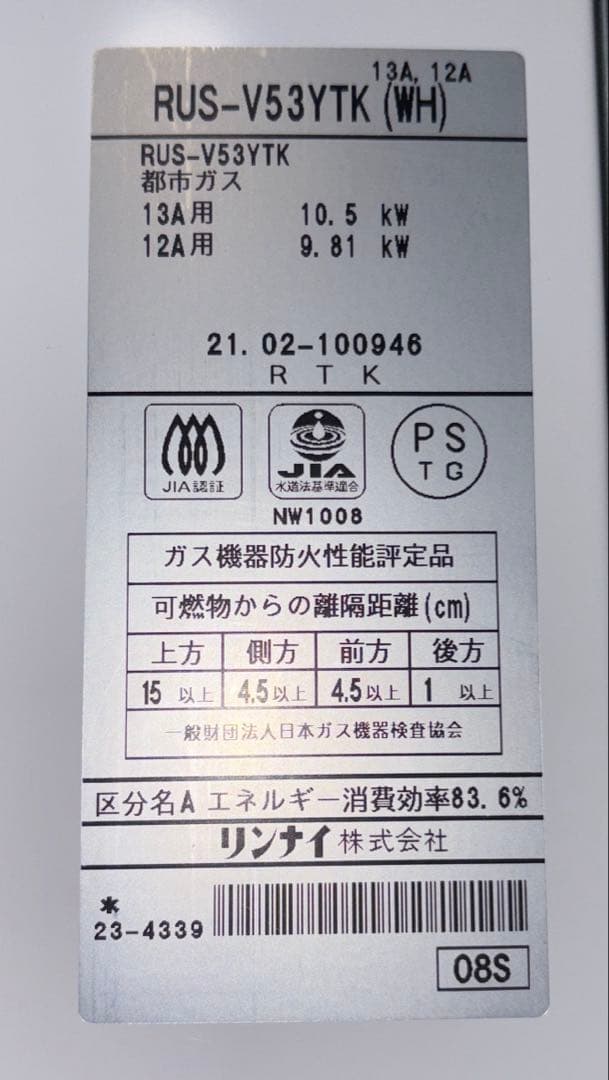 13A, 12A
RUS-V53YTK (WH)
RUS-V53YTK
都市ガス
13A用 10.5 kW
12A用 9.81 kW
21.02-100946
RTK
JIA認証
JIA
水道法基準適合
PS
TG
NW1008
ガス機器防火性能評定品
可燃物からの離隔距離(cm)
上方 側方 前方 後方
15 以上 4.5以上 4.5以上 1 以上
一般財団法人日本ガス機器検査協会
区分名A エネルギー消費効率83.6%
リンナイ株式会社
*
23-4339
08S